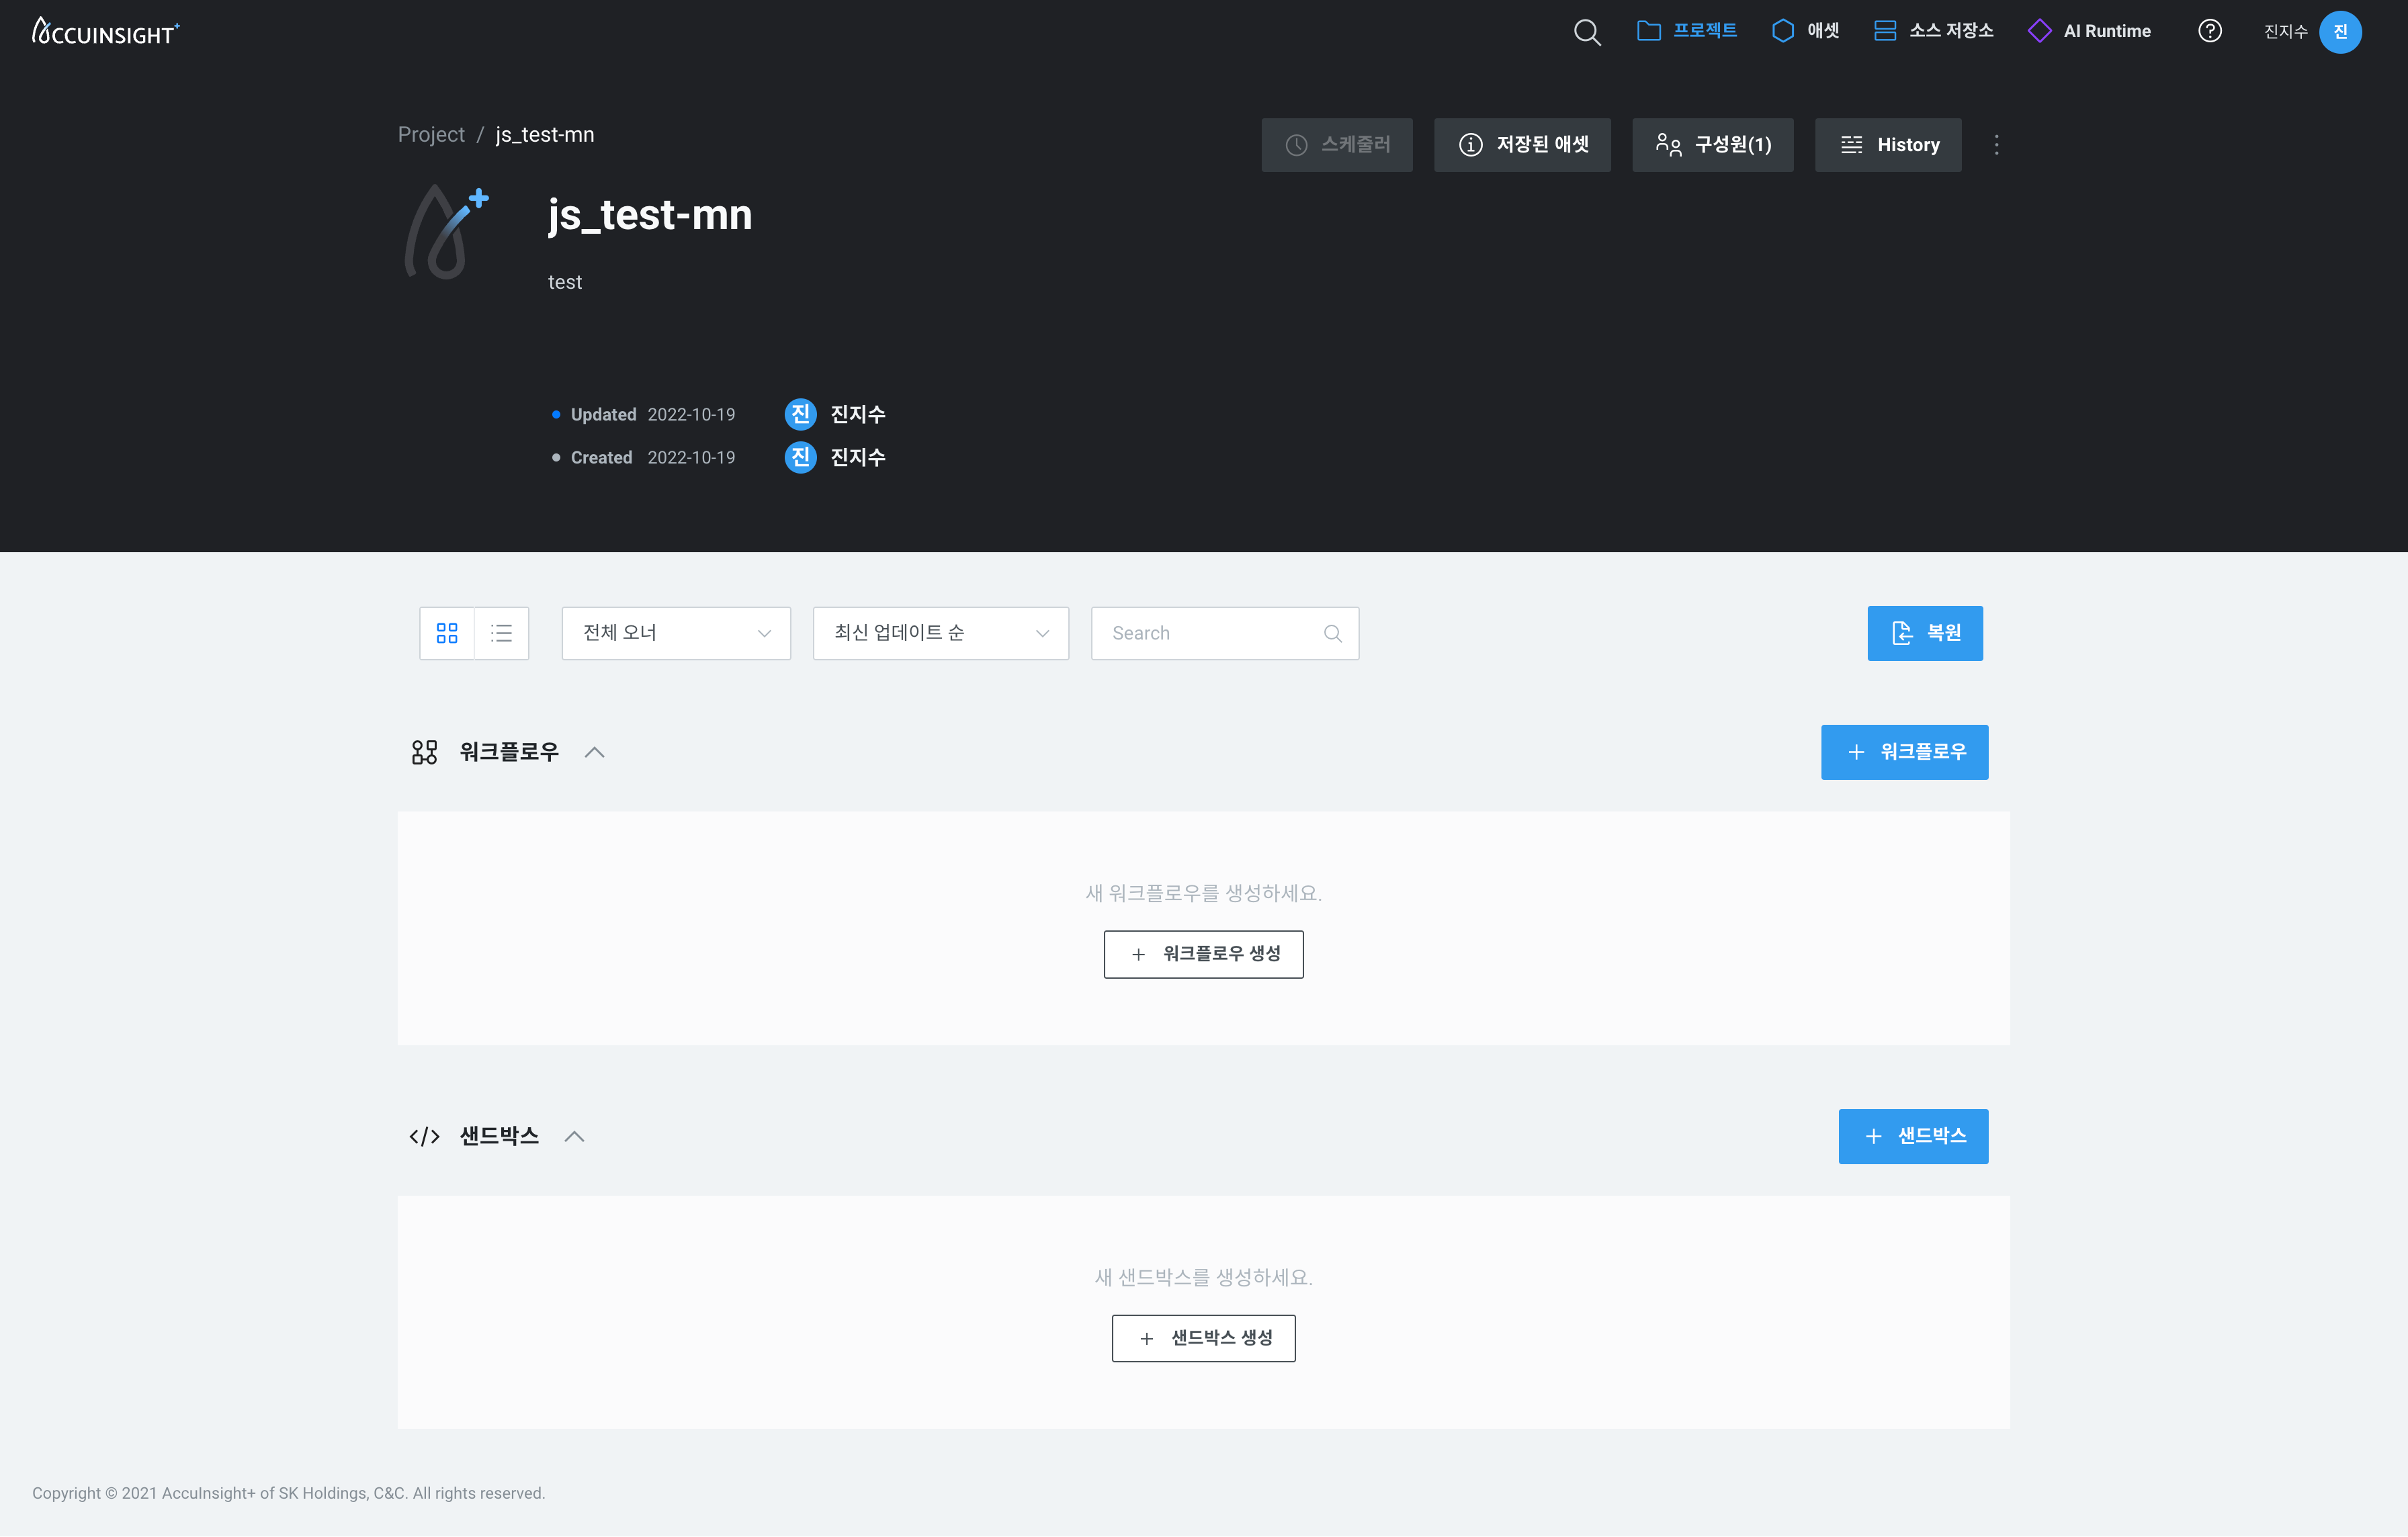 ACCUINSIGHT+
프로젝트
애셋
소스 저장소
AI Runtime
진지수
진
Project / js_test-mn
스케줄러
저장된 애셋
구성원(1)
History
js_test-mn
test
Updated 2022-10-19 진 진지수
Created 2022-10-19 진 진지수
전체 오너
최신 업데이트 순
Search
복원
워크플로우
+ 워크플로우
새 워크플로우를 생성하세요.
+ 워크플로우 생성
</> 샌드박스
+ 샌드박스
새 샌드박스를 생성하세요.
+ 샌드박스 생성
Copyright © 2021 AccuInsight+ of SK Holdings, C&C. All rights reserved.